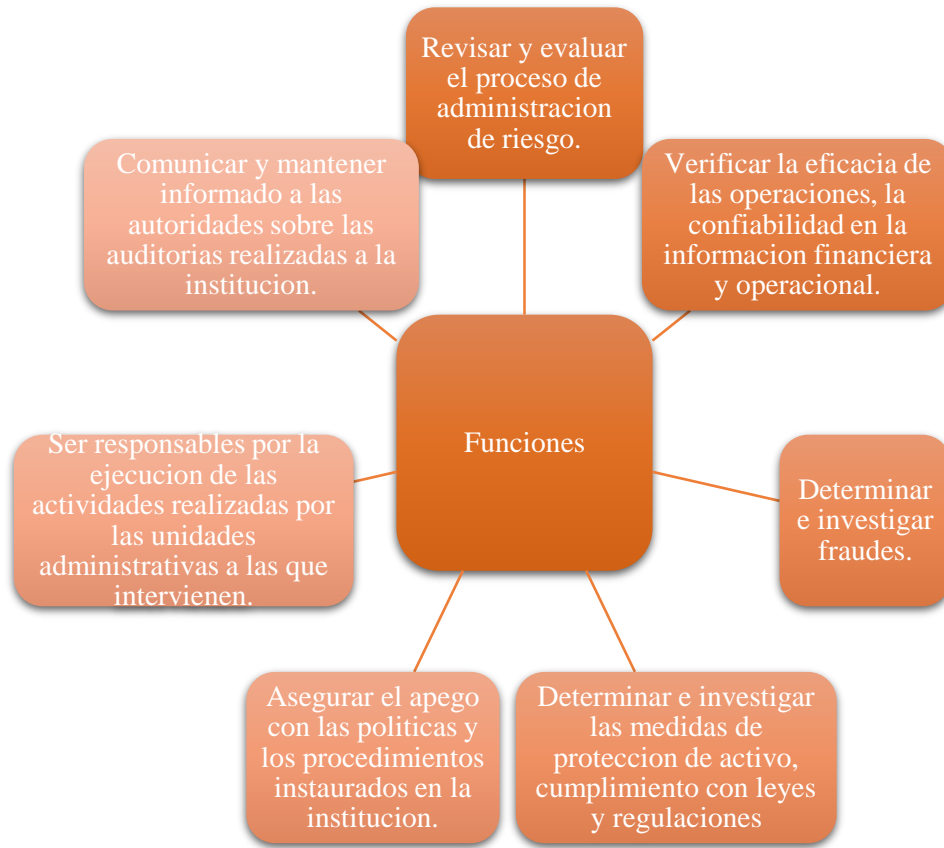 Revisar y evaluar
el proceso de
administracion
de riesgo.
Verificar la eficacia de
las operaciones, la
confiabilidad en la
informacion financiera
y operacional.
Determinar
e investigar
fraudes.
Determinar e investigar
las medidas de
proteccion de activo,
cumplimiento con leyes
y regulaciones
Asegurar el apego
con las politicas y
los procedimientos
instaurados en la
institucion.
Ser responsables por la
ejecucion de las
actividades realizadas por
las unidades
administrativas a las que
intervienen.
Comunicar y mantener
informado a las
autoridades sobre las
auditorias realizadas a la
institucion.
Funciones